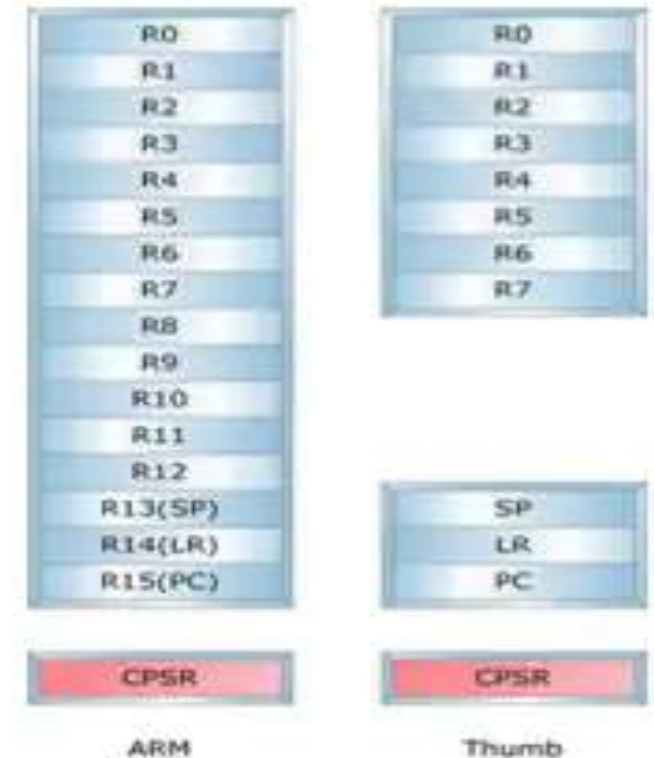 R0
R1
R2
R3
R4
R5
R6
R7
R8
R9
R10
R11
R12
R13(SP)
R14(LR)
R15(PC)
CPSR
ARM
R0
R1
R2
R3
R4
R5
R6
R7
SP
LR
PC
CPSR
Thumb